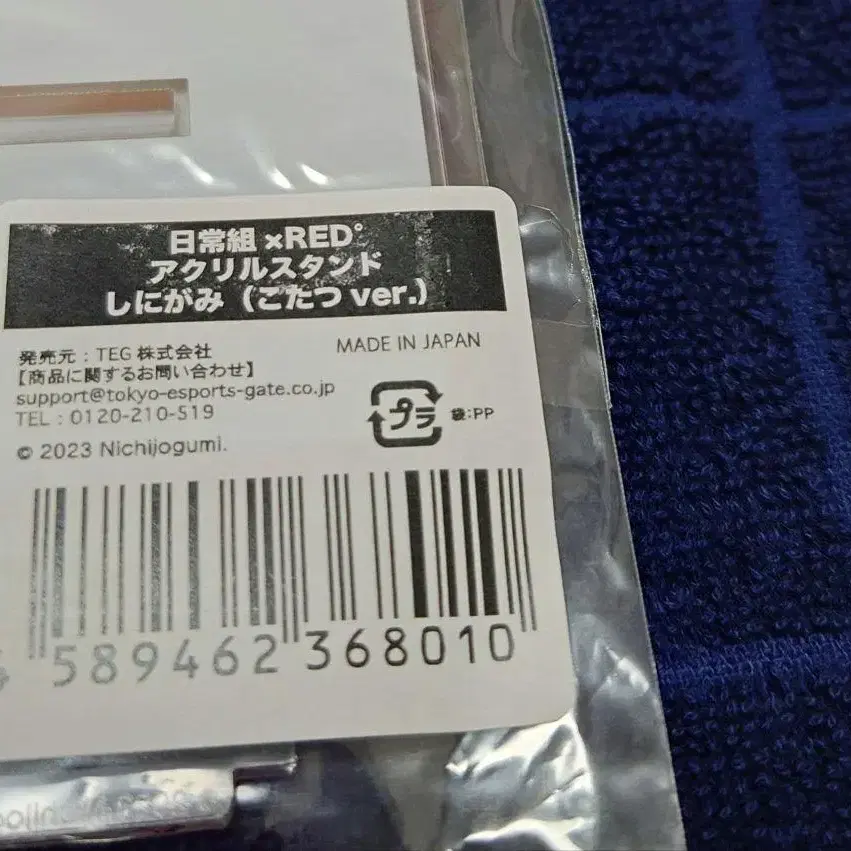 日常組×RED°
アクリルスタンド
しにがみ（こたつver.）
発売元：TEG株式会社
MADE IN JAPAN
【商品に関するお問い合わせ】
support@tokyo-esports-gate.co.jp
TEL：0120-210-519
プラ
袋:PP
© 2023 Nichijogumi.
589462 368010